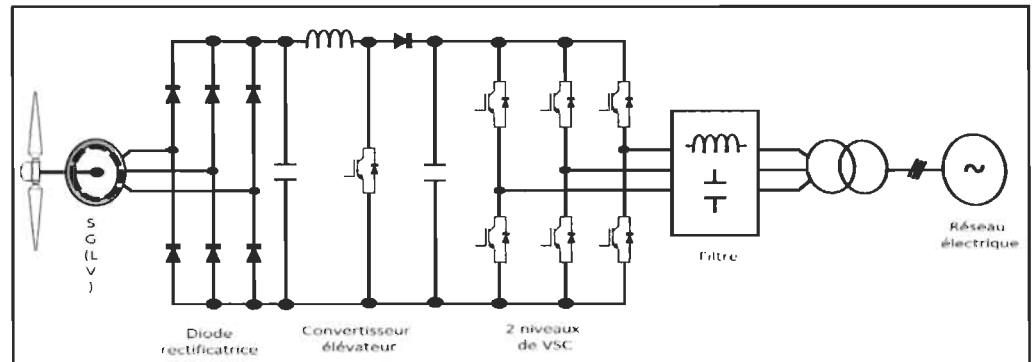 S
G
(L
V
)
Diode
rectificatrice
Convertisseur
élévateur
2 niveaux
de VSC
Filtre
~
Réseau
électrique